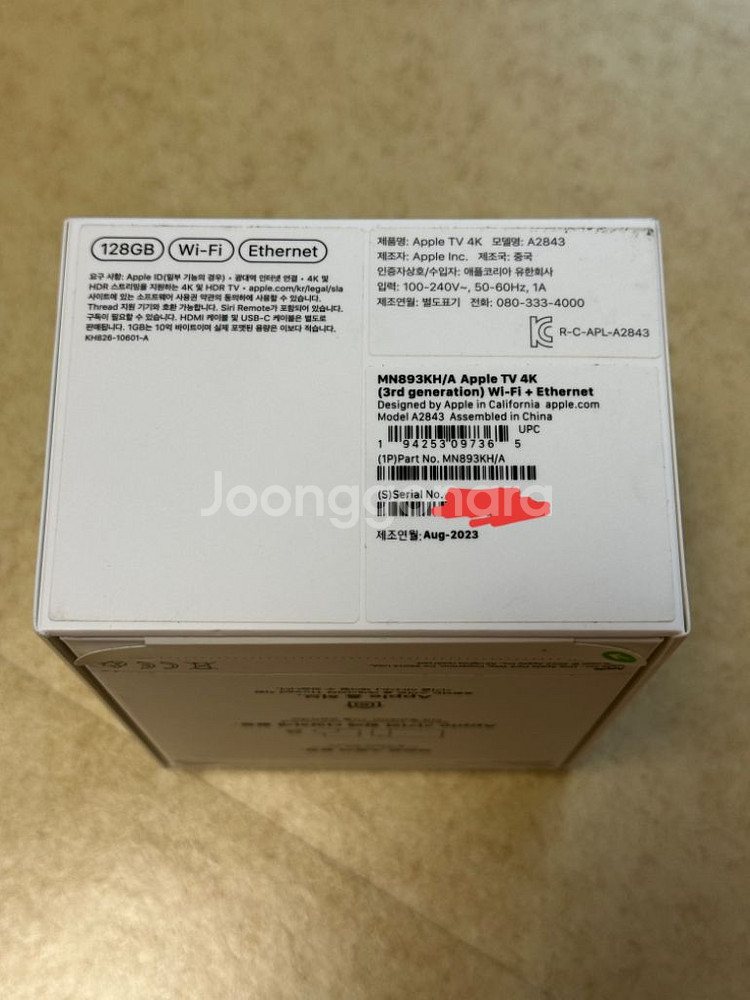 128GB Wi-Fi Ethernet
요구 사항: Apple ID(일부 기능의 경우) • 광대역 인터넷 연결 • 4K 및
HDR 스트리밍을 지원하는 4K 및 HDR TV • apple.com/kr/legal/sla
사이트에 있는 소프트웨어 사용권 약관의 동의하에 사용할 수 있습니다.
Thread 지원 기기와 호환 가능합니다. Siri Remote가 포함되어 있습니다.
구독이 필요할 수 있습니다. HDMI 케이블 및 USB-C 케이블은 별도로
판매됩니다. 1GB는 10억 바이트이며 실제 포맷된 용량은 이보다 적습니다.
KH826-10601-A
제품명: Apple TV 4K 모델명: A2843
제조자: Apple Inc. 제조국: 중국
인증자상호/수입자: 애플코리아 유한회사
입력: 100-240V~, 50-60Hz, 1A
제조연월: 별도표기 전화: 080-333-4000
R-C-APL-A2843
MN893KH/A Apple TV 4K
(3rd generation) Wi-Fi + Ethernet
Designed by Apple in California apple.com
Model A2843 Assembled in China
UPC
1 94253 09736 5
(1P)Part No. MN893KH/A
(S)Serial No.
제조연월: Aug-2023
Joonggonara